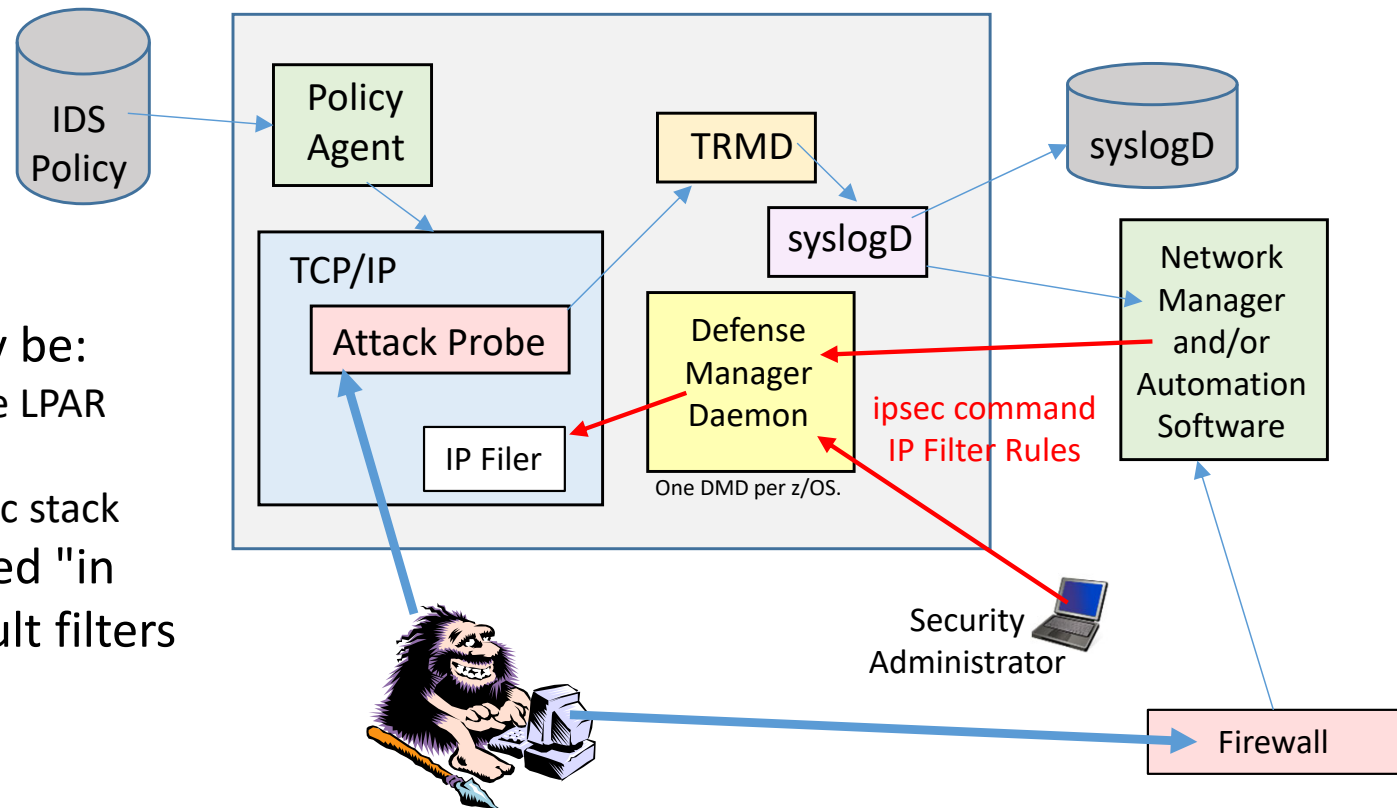 IDS
Policy
Policy
Agent
TRMD
syslogD
syslogD
TCP/IP
Attack Probe
IP Filer
Defense
Manager
Daemon
One DMD per z/OS.
ipsec command
IP Filter Rules
Network
Manager
and/or
Automation
Software
be:
LPAR
stack
"in
filters
Security
Administrator
Firewall